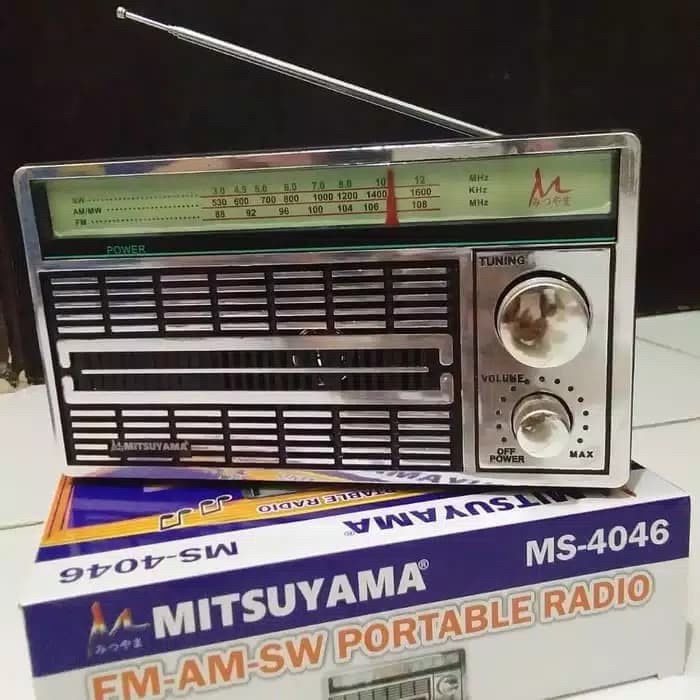 SW 3.0 4.5 5.0 6.0 7.0 8.0 10 12 MHz
AM/MW 530 600 700 800 1000 1200 1400 1600 KHz
FM 88 92 96 100 104 106 108 MHz
みつやま
POWER
TUNING
VOLUME
OFF
POWER
MAX
MITSUYAMA
PORTABLE RADIO
MITSUYAMA®
MS-4046
MS-4046
MITSUYAMA®
みつやま
FM-AM-SW PORTABLE RADIO